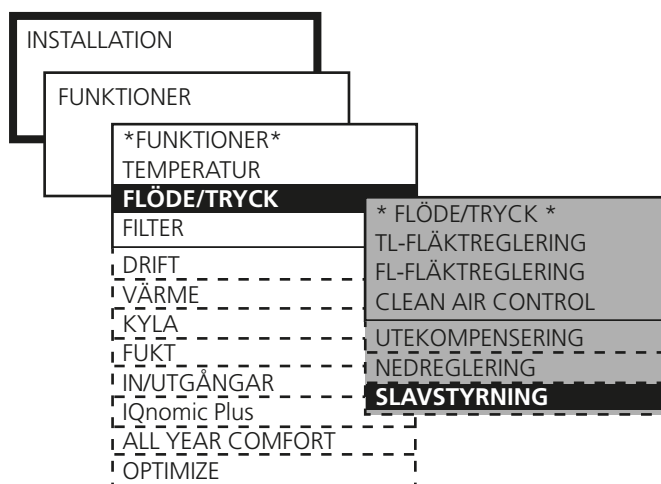 INSTALLATION
FUNKTIONER
*FUNKTIONER*
TEMPERATUR
FLÖDE/TRYCK
FILTER
DRIFT
VÄRME
KYLA
FUKT
IN/UTGÅNGAR
IQnomic Plus
ALL YEAR COMFORT
OPTIMIZE
* FLÖDE/TRYCK *
TL-FLÄKTREGLERING
FL-FLÄKTREGLERING
CLEAN AIR CONTROL
UTEKOMPENSERING
NEDREGLERING
SLAVSTYRNING